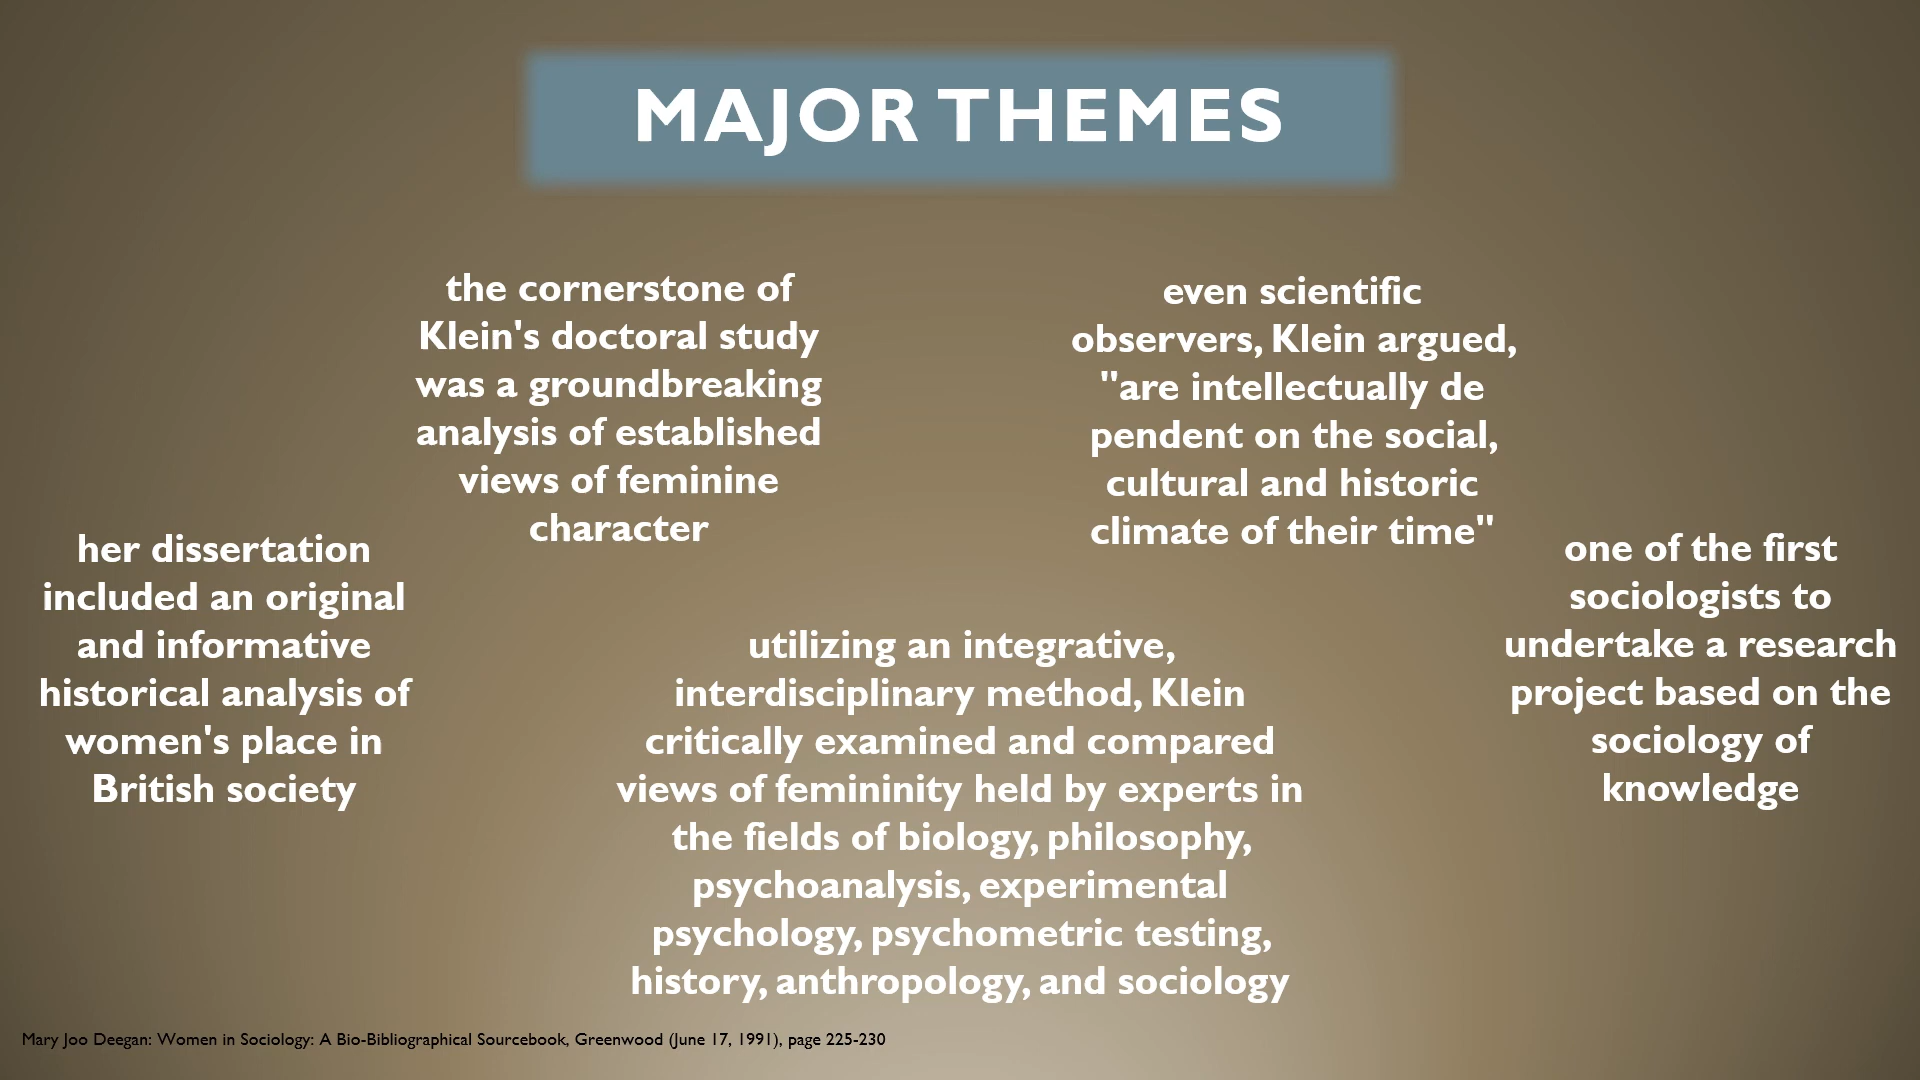 MAJOR THEMES
the cornerstone of
Klein's doctoral study
was a groundbreaking
analysis of established
views of feminine
character
even scientific
observers, Klein argued,
"are intellectually de
pendent on the social,
cultural and historic
climate of their time"
her dissertation
included an original
and informative
historical analysis of
women's place in
British society
utilizing an integrative,
interdisciplinary method, Klein
critically examined and compared
views of femininity held by experts in
the fields of biology, philosophy,
psychoanalysis, experimental
psychology, psychometric testing,
history, anthropology, and sociology
one of the first
sociologists to
undertake a research
project based on the
sociology of
knowledge
Mary Joo Deegan: Women in Sociology: A Bio-Bibliographical Sourcebook, Greenwood (June 17, 1991), page 225-230